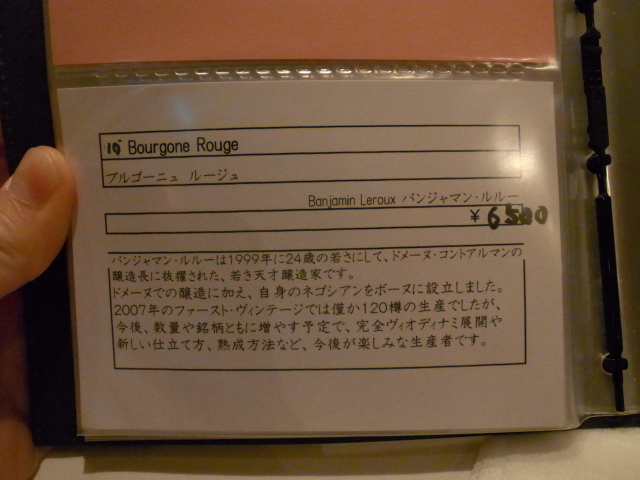 10' Bourgone Rouge
ブルゴーニュ ルージュ
Banjamin Leroux バンジャマン・ルルー
¥ 6500
バンジャマン・ルルーは1999年に24歳の若さにして、ドメーヌ・コントアルマンの
醸造長に抜擢された、若き天才醸造家です。
ドメーヌでの醸造に加え、自身のネゴシアンをボーヌに設立しました。
2007年のファースト・ヴィンテージでは僅か120樽の生産でしたが、
今後、数量や銘柄ともに増やす予定で、完全ヴィオディナミ展開や
新しい仕立て方、熟成方法など、今後が楽しみな生産者です。